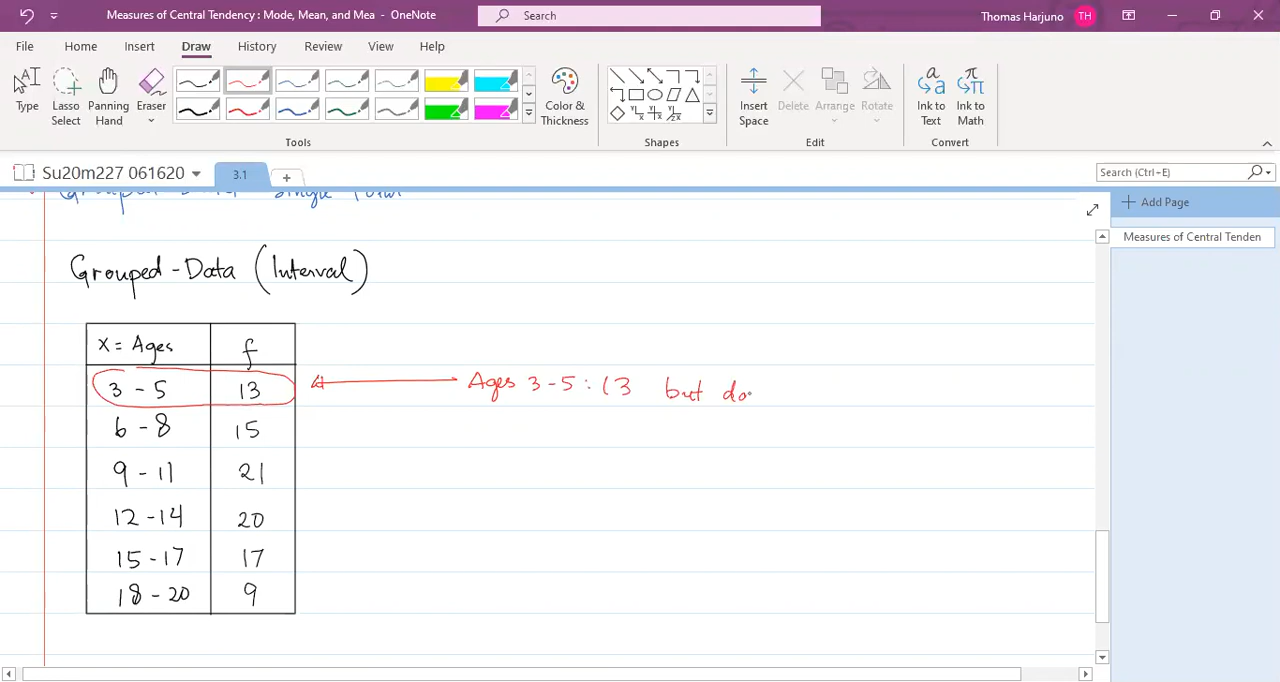 Measures of Central Tendency : Mode, Mean, and Mea - OneNote
Search
Thomas Harjuno TH
File Home Insert Draw History Review View Help
Type
Lasso Select
Panning Hand
Eraser
Color & Thickness
Insert Space
Delete
Arrange
Rotate
Ink to Text
Ink to Math
Tools Shapes Edit Convert
Su20m227 061620
3.1
Search (Ctrl+E)
Add Page
Measures of Central Tenden
Grouped Single
Grouped-Data (Interval)
X = Ages f
3 - 5 13 Ages 3-5 : 13 but do
6 - 8 15
9 - 11 21
12 - 14 20
15 - 17 17
18 - 20 9